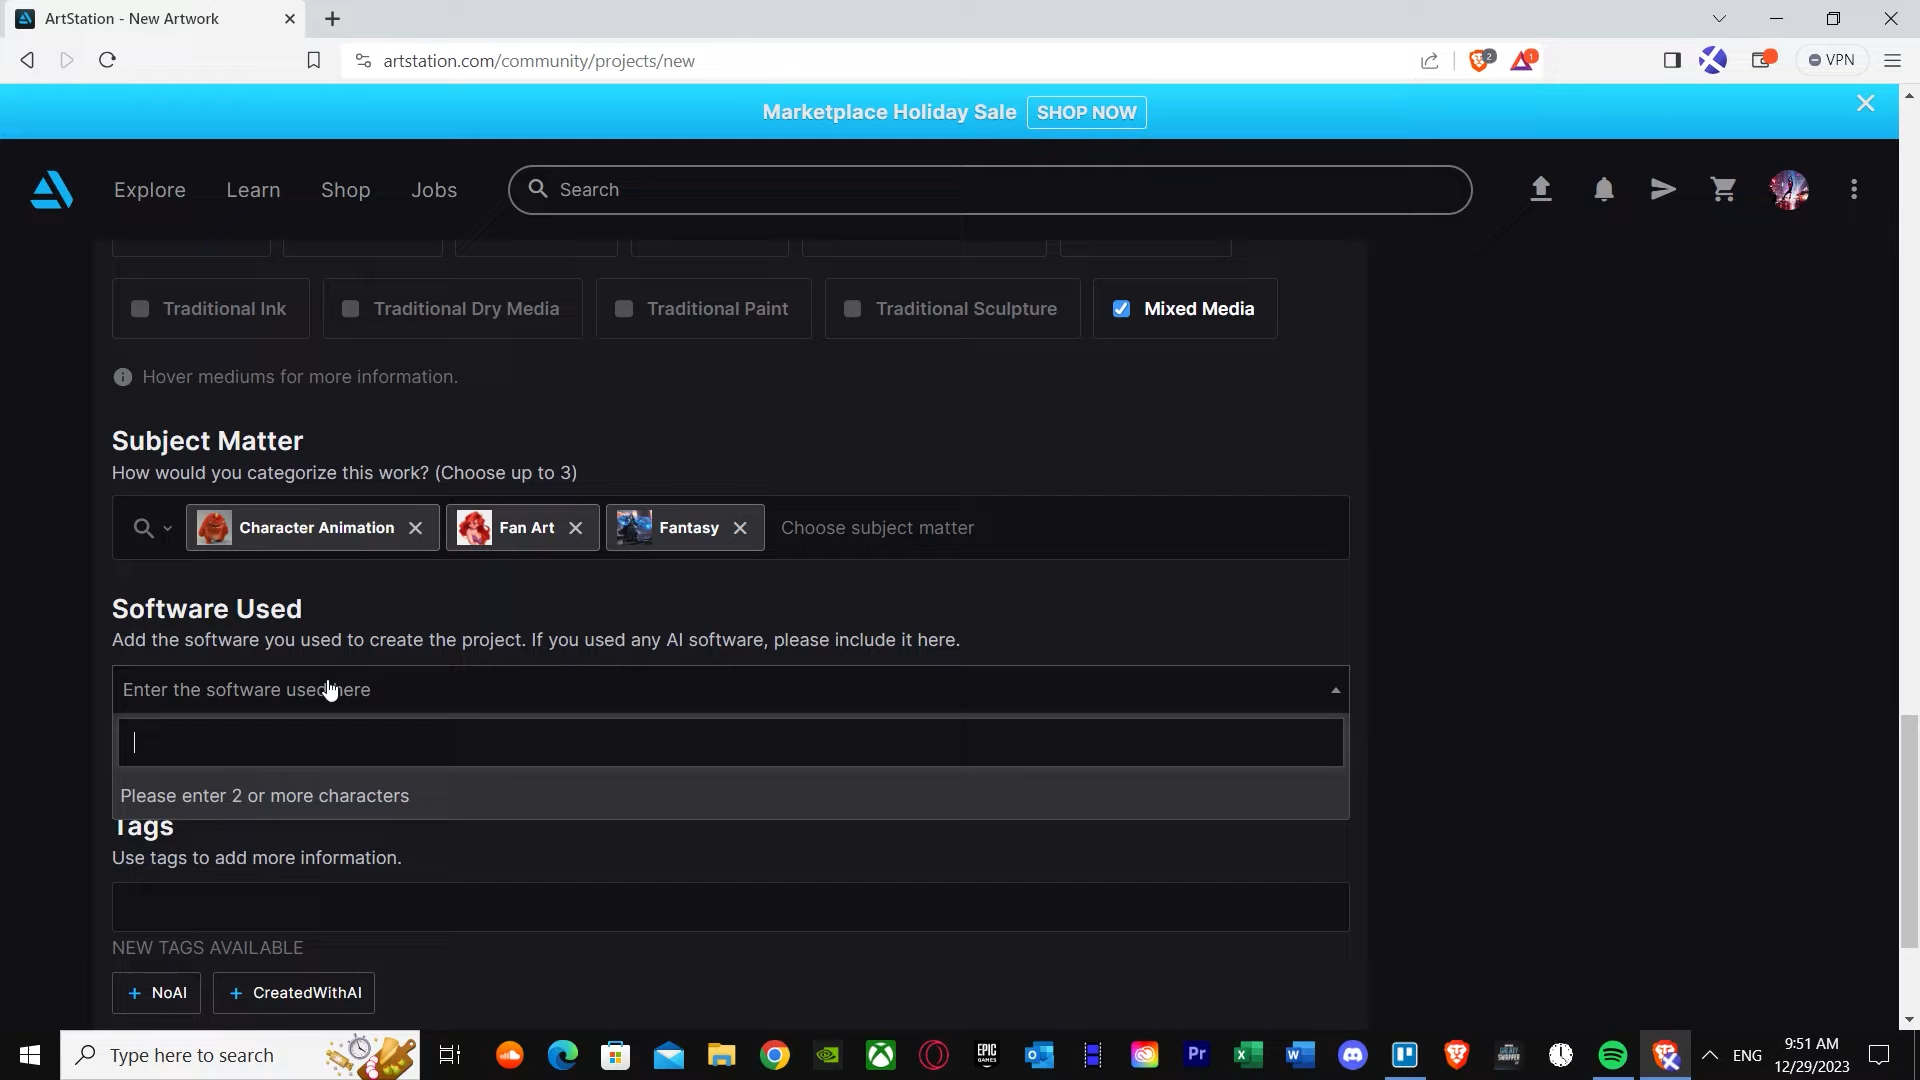 ArtStation - New Artwork
artstation.com/community/projects/new
2
1
VPN
Marketplace Holiday Sale SHOP NOW
Explore Learn Shop Jobs Search
Traditional Ink Traditional Dry Media Traditional Paint Traditional Sculpture Mixed Media
Hover mediums for more information.
Subject Matter
How would you categorize this work? (Choose up to 3)
Character Animation Fan Art Fantasy Choose subject matter
Software Used
Add the software you used to create the project. If you used any AI software, please include it here.
Enter the software used here
Please enter 2 or more characters
Tags
Use tags to add more information.
NEW TAGS AVAILABLE
+ NoAI + CreatedWithAI
Type here to search
EPIC GAMES
Pr
ENG
9:51 AM
12/29/2023